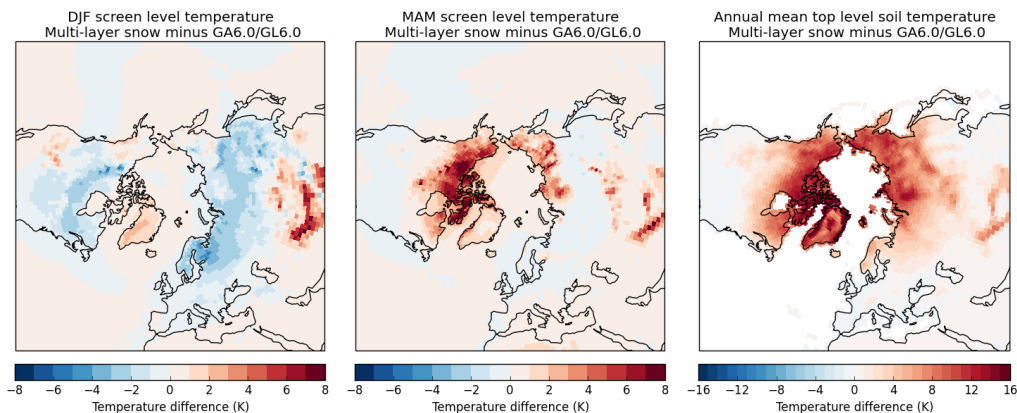 DJF screen level temperature
Multi-layer snow minus GA6.0/GL6.0
MAM screen level temperature
Multi-layer snow minus GA6.0/GL6.0
Annual mean top level soil temperature
Multi-layer snow minus GA6.0/GL6.0
−8 −6 −4 −2 0 2 4 6 8
Temperature difference (K)
−8 −6 −4 −2 0 2 4 6 8
Temperature difference (K)
−16 −12 −8 −4 0 4 8 12 16
Temperature difference (K)